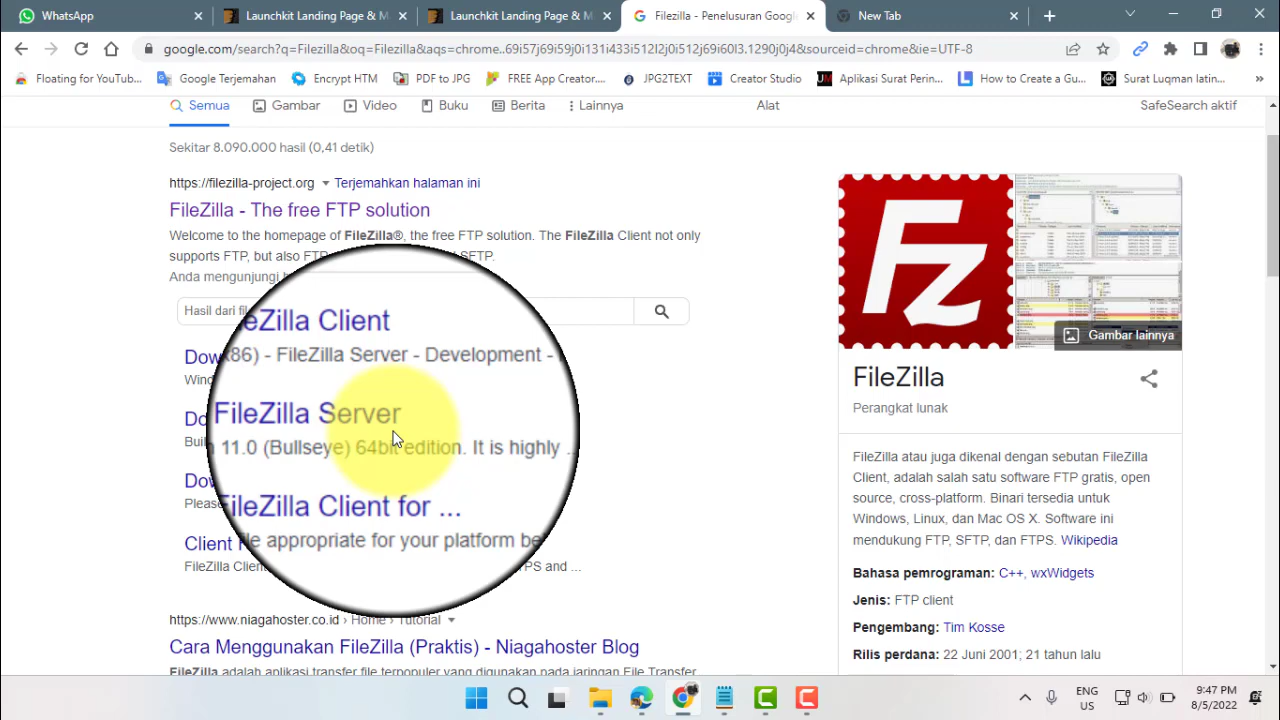 WhatsApp
Launchkit Landing Page & M
Launchkit Landing Page & M
Filezilla - Penelusuran Googl
New Tab
google.com/search?q=Filezilla&oq=Filezilla&aqs=chrome..69i57j69i59j0i131i433i512l2j0i512j69i60l3.1290j0j4&sourceid=chrome&ie=UTF-8
Floating for YouTub...
Google Terjemahan
Encrypt HTM
PDF to JPG
FREE App Creator....
JPG2TEXT
Creator Studio
Aplikasi Surat Perin...
How to Create a Gu...
Surat Luqman latin...
»
Semua
Gambar
Video
Buku
Berita
Lainnya
Alat
SafeSearch aktif
Sekitar 8.090.000 hasil (0,41 detik)
https://filezilla-project.org
Terjemahkan halaman ini
FileZilla - The free FTP solution
Welcome to the homepa FileZilla®, the free FTP solution. The FileZilla Client not only
supports FTP, but also FT SFTP.
Anda mengunjungi
Hasil dari fil
eZilla Client
Dow
86) - FileZilla Server - Development -
Wind
FileZilla Server
Do
11.0 (Bullseye) 64bit edition. It is highly ..
Buil
Dow
FileZilla Client for ...
Pleas
e appropriate for your platform be
Client
FileZilla Client
TPS and ...
https://www.niagahoster.co.id › Home › Tutorial
Cara Menggunakan FileZilla (Praktis) - Niagahoster Blog
FileZilla adalah aplikasi transfer file terpopuler yang digunakan pada jaringan File Transfer
Fz
Gambar lainnya
FileZilla
Perangkat lunak
FileZilla atau juga dikenal dengan sebutan FileZilla
Client, adalah salah satu software FTP gratis, open
source, cross-platform. Binari tersedia untuk
Windows, Linux, dan Mac OS X. Software ini
mendukung FTP, SFTP, dan FTPS. Wikipedia
Bahasa pemrograman: C++, wxWidgets
Jenis: FTP client
Pengembang: Tim Kosse
Rilis perdana: 22 Juni 2001; 21 tahun lalu
ENG
US
9:47 PM
8/5/2022